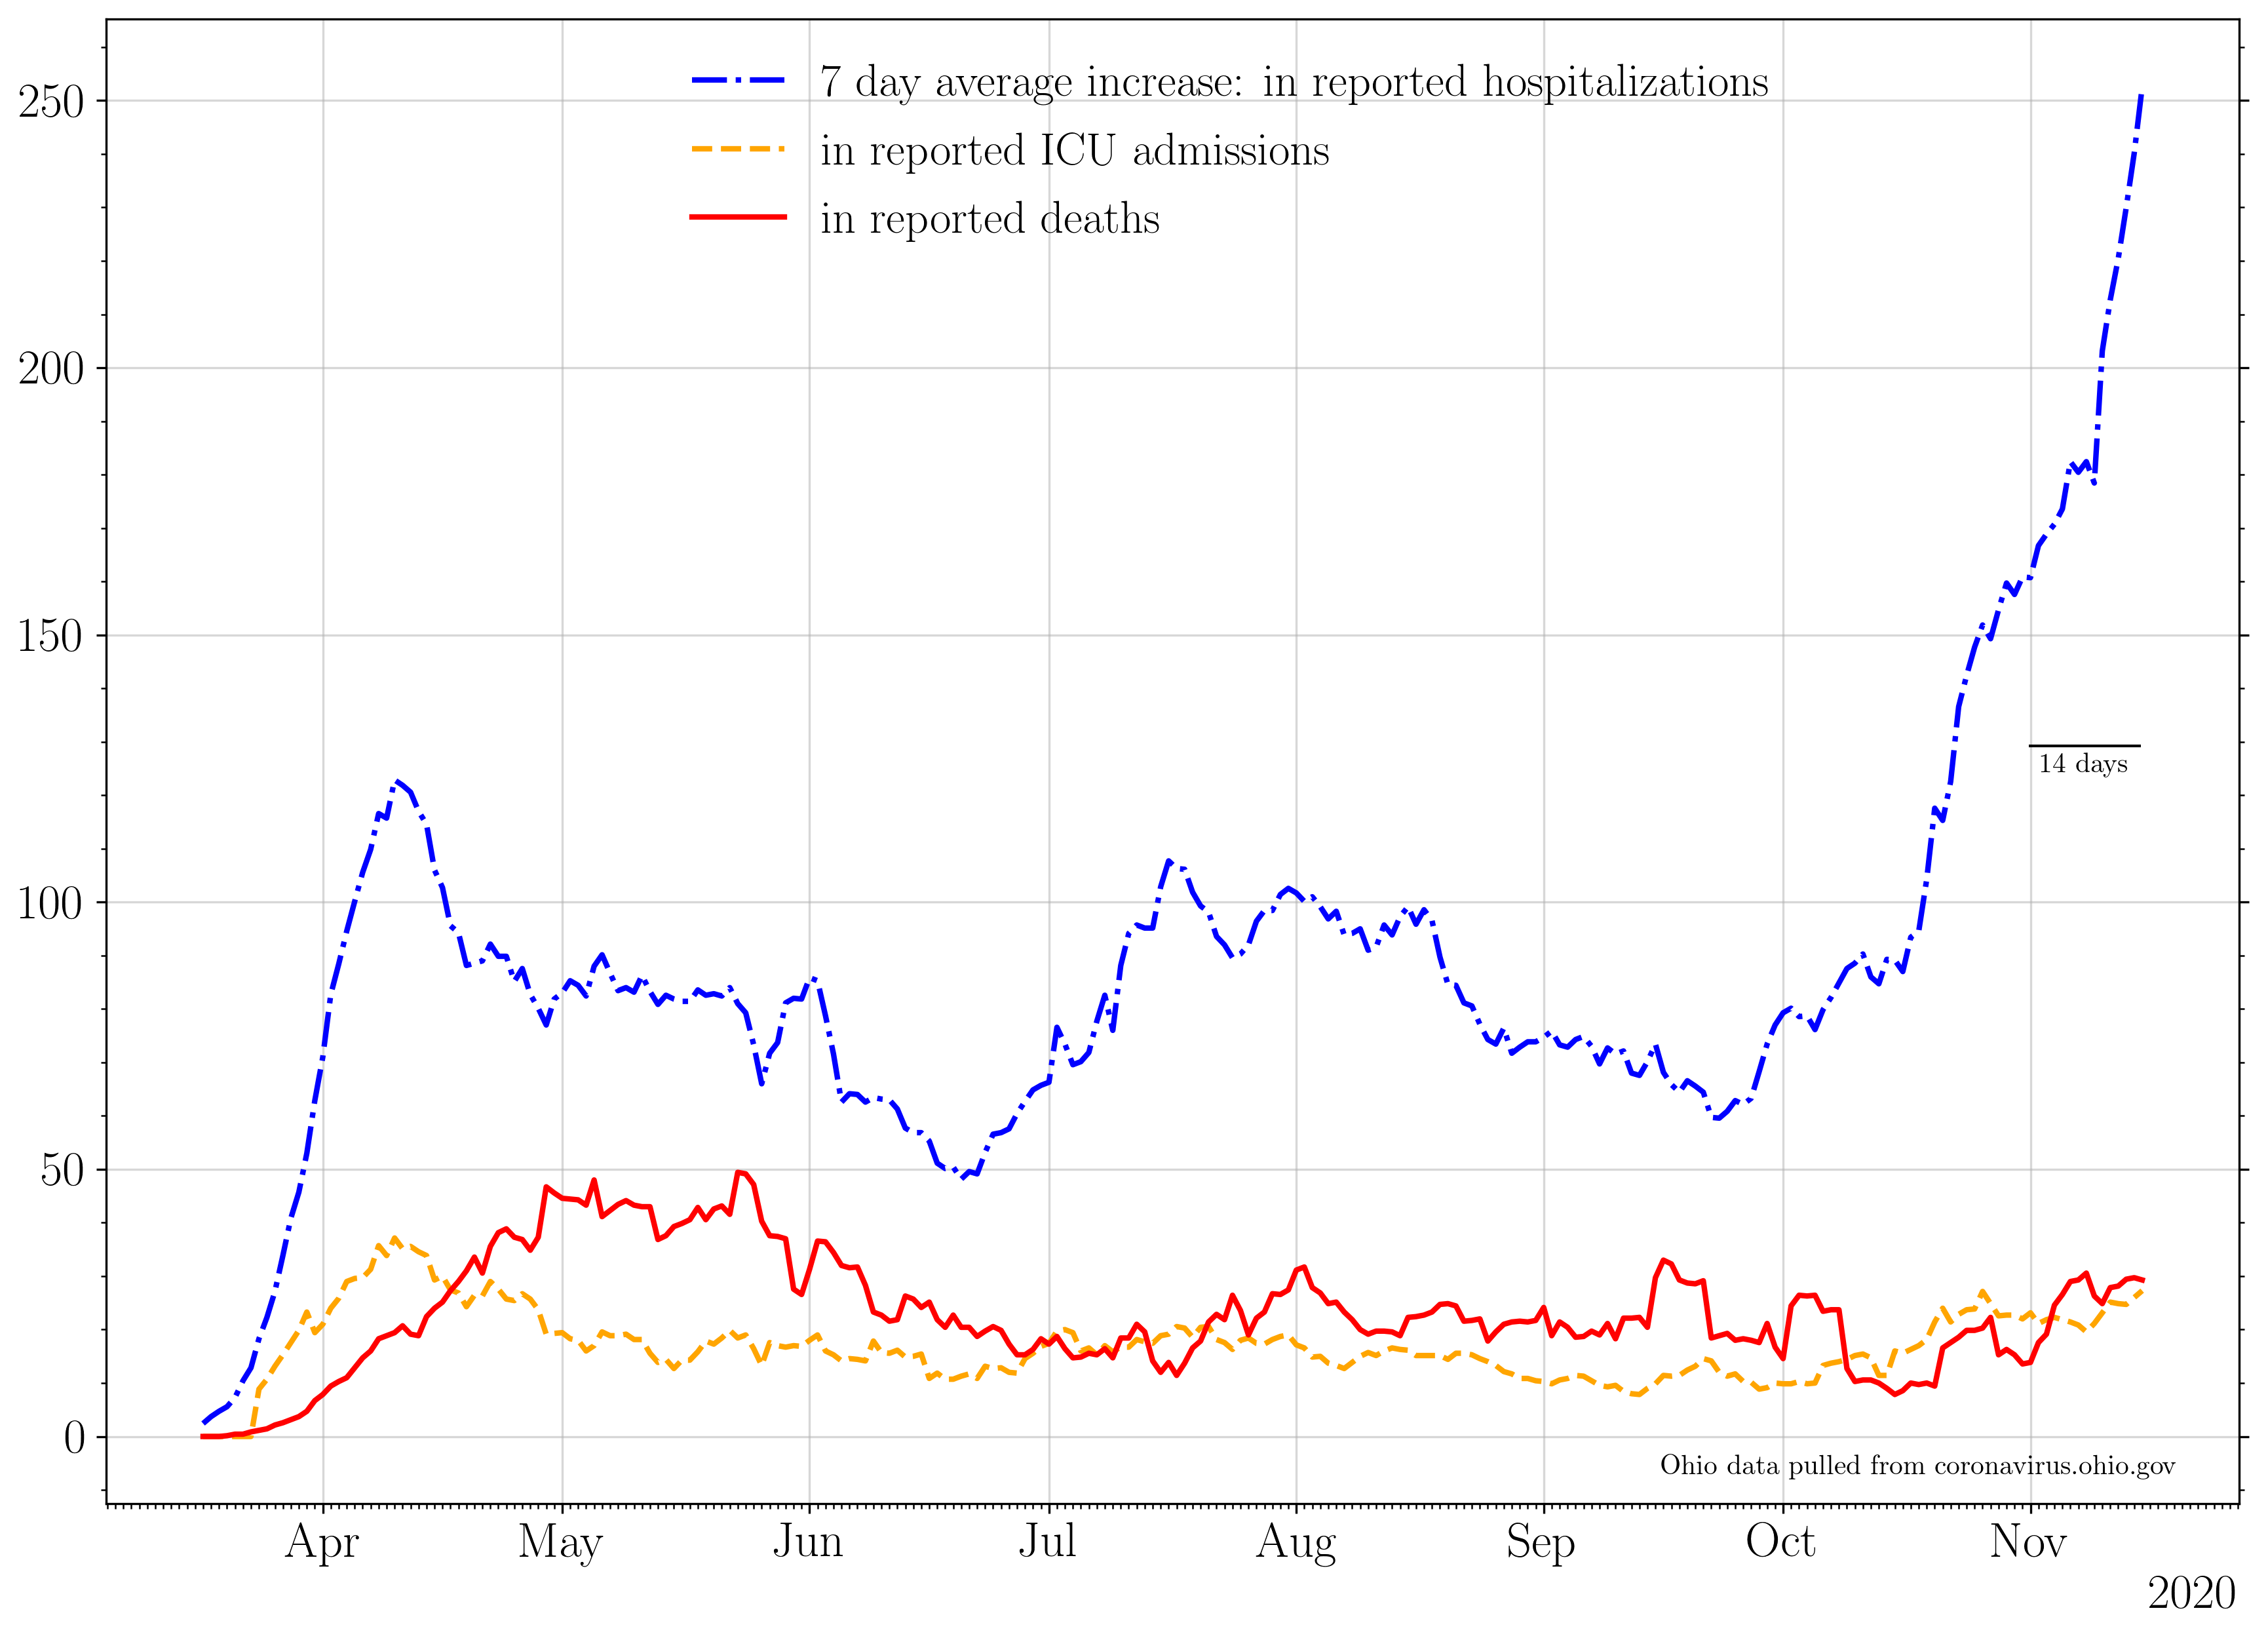 7 day average increase: in reported hospitalizations
in reported ICU admissions
in reported deaths
250
200
150
100
50
0
14 days
Ohio data pulled from coronavirus.ohio.gov
Apr May Jun Jul Aug Sep Oct Nov
2020